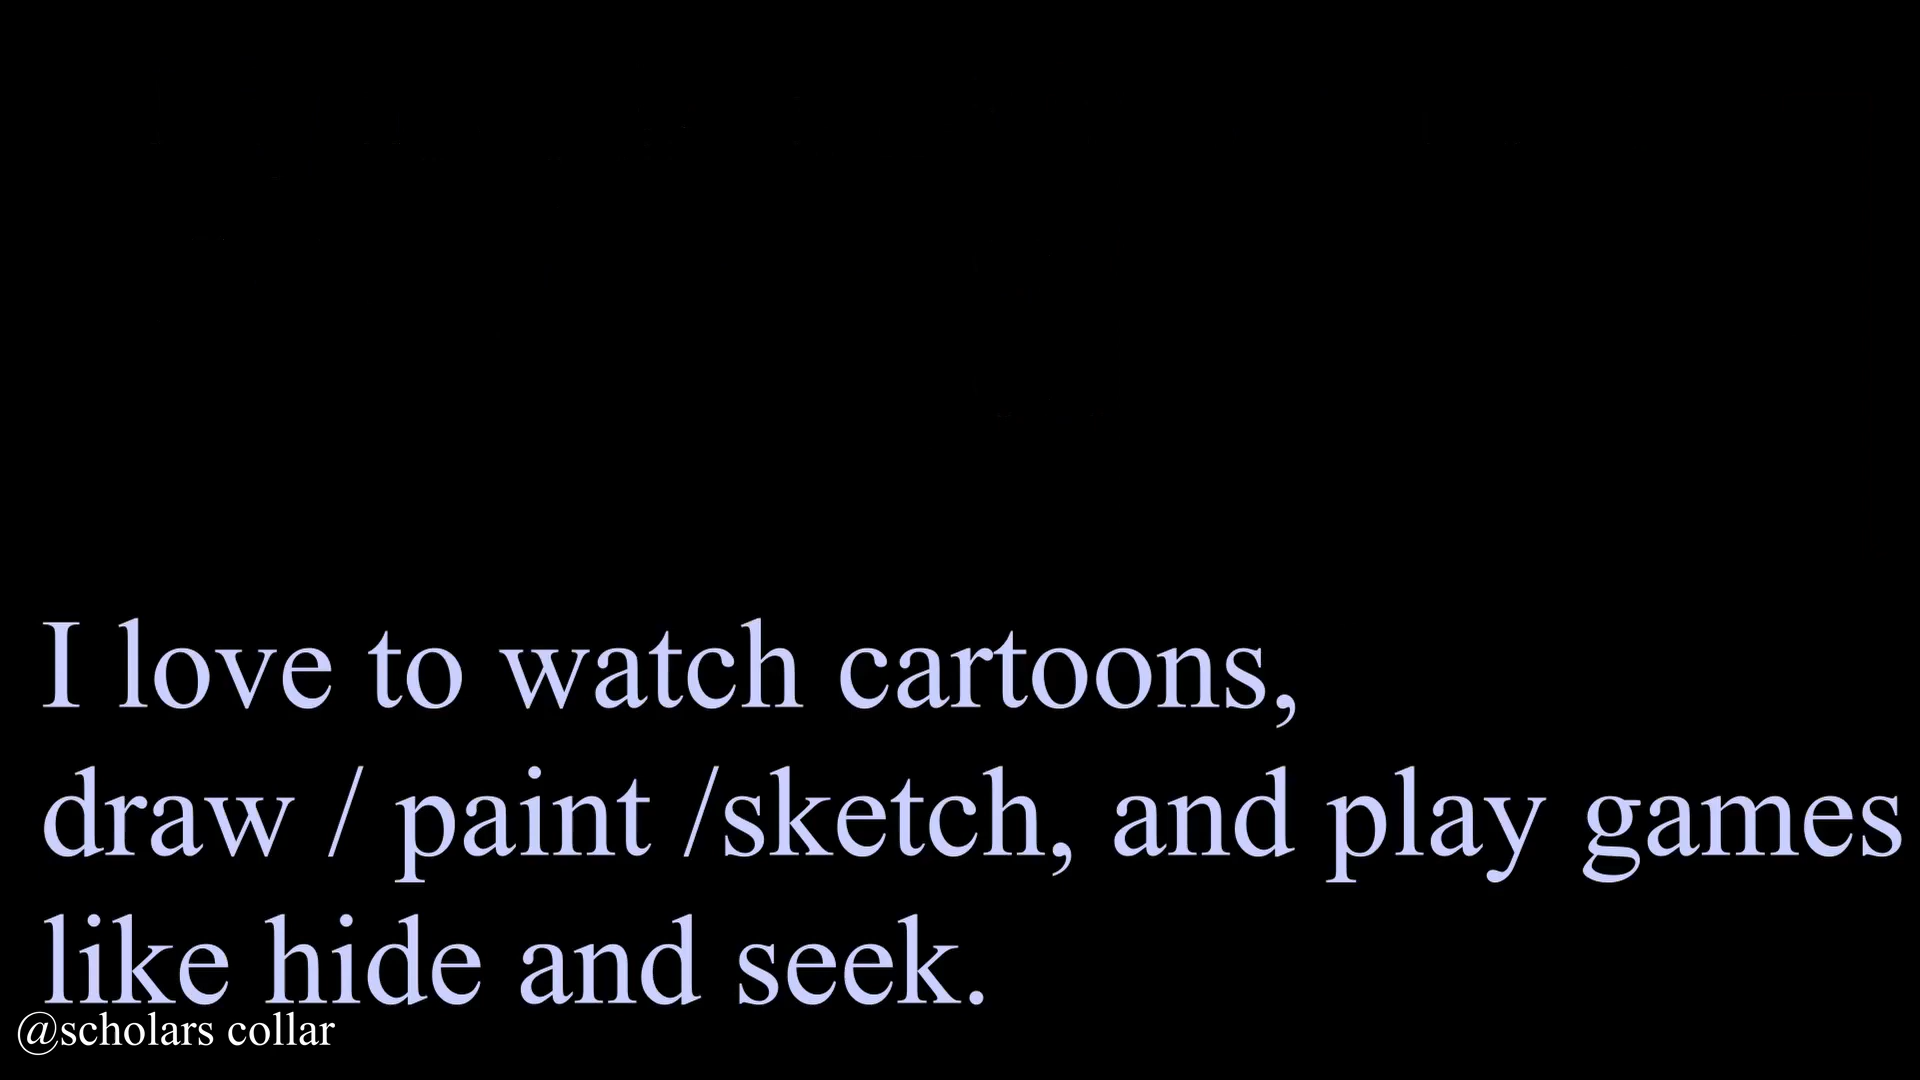 I love to watch cartoons,
draw / paint /sketch, and play games
like hide and seek.
@scholars collar